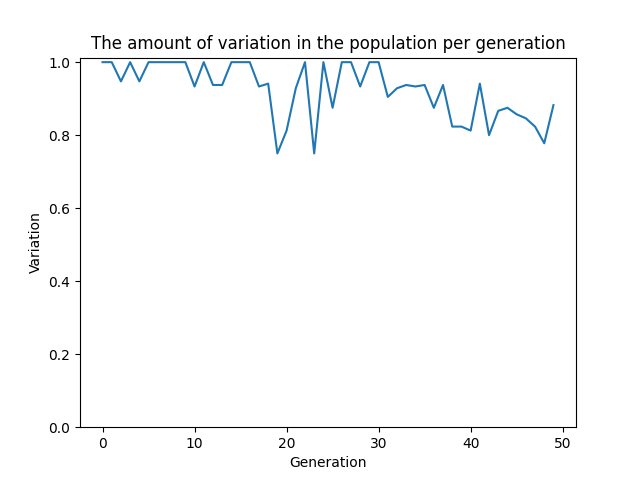 The amount of variation in the population per generation
1.0
0.8
0.6
0.4
0.2
0.0
Variation
0 10 20 30 40 50
Generation